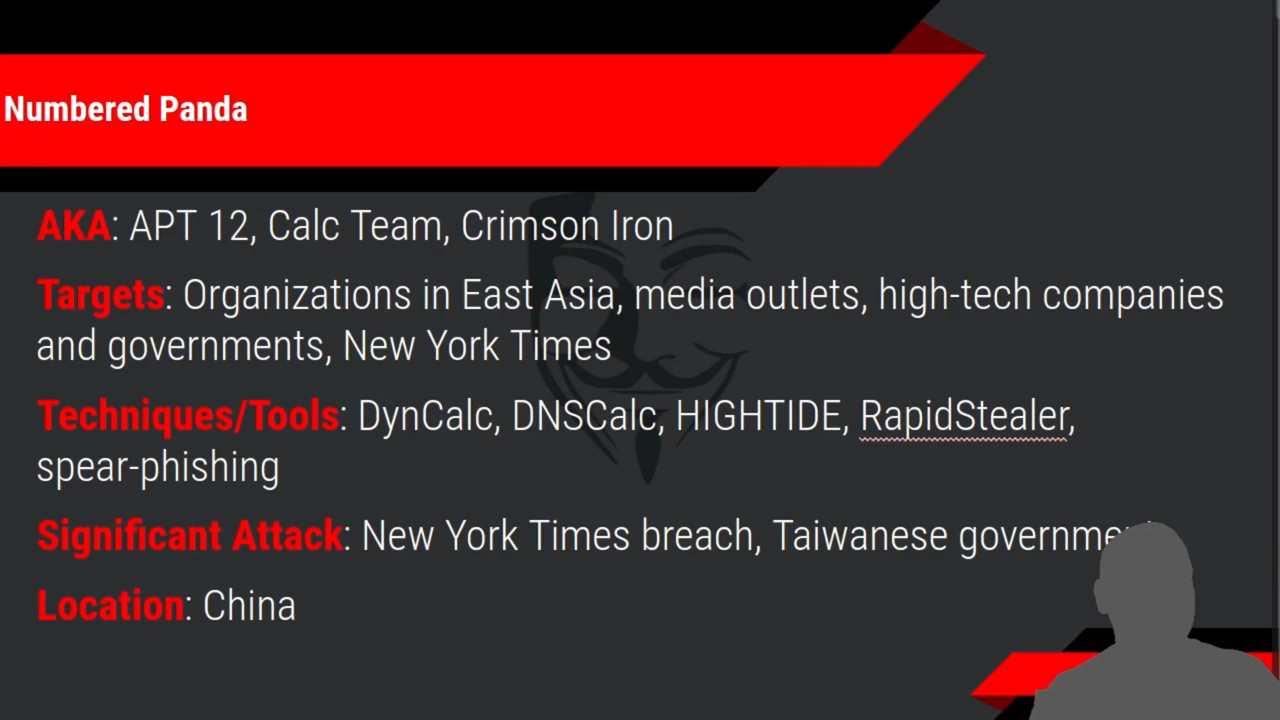 Numbered Panda
AKA: APT 12, Calc Team, Crimson Iron
Targets: Organizations in East Asia, media outlets, high-tech companies
and governments, New York Times
Techniques/Tools: DynCalc, DNSCalc, HIGHTIDE, RapidStealer,
spear-phishing
Significant Attack: New York Times breach, Taiwanese
Location: China